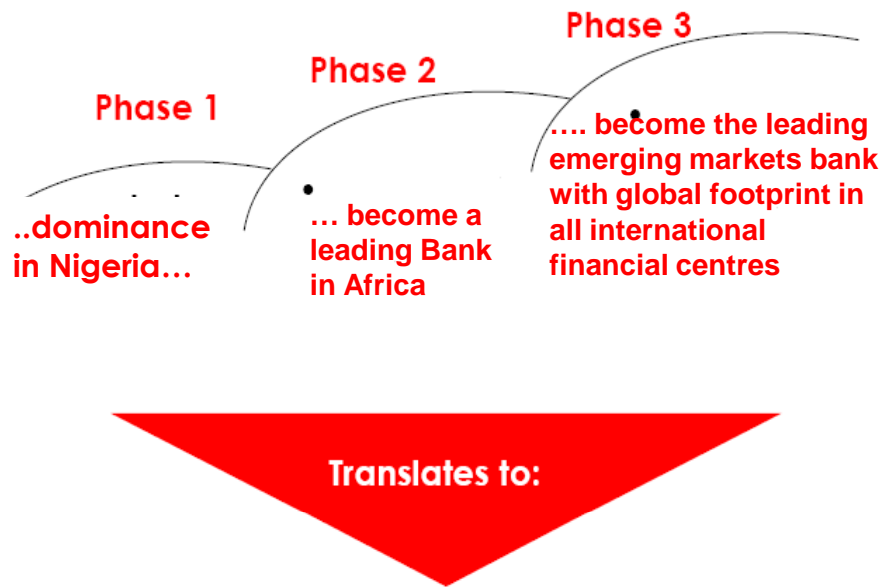 Phase 1
..dominance
in Nigeria…
Phase 2
… become a
leading Bank
in Africa
Phase 3
…. become the leading
emerging markets bank
with global footprint in
all international
financial centres
Translates to: